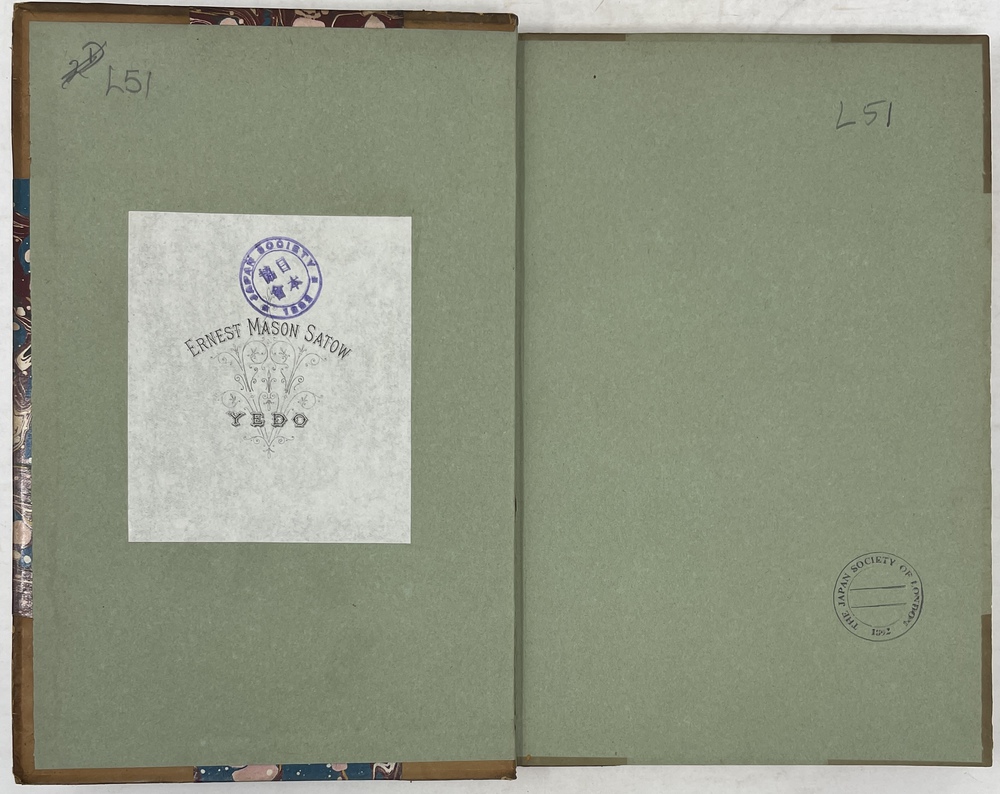 L51
JAPAN SOCIETY
日本
協會
ERNEST MASON SATOW
YEDO
L51
THE JAPAN SOCIETY OF LONDON
1892